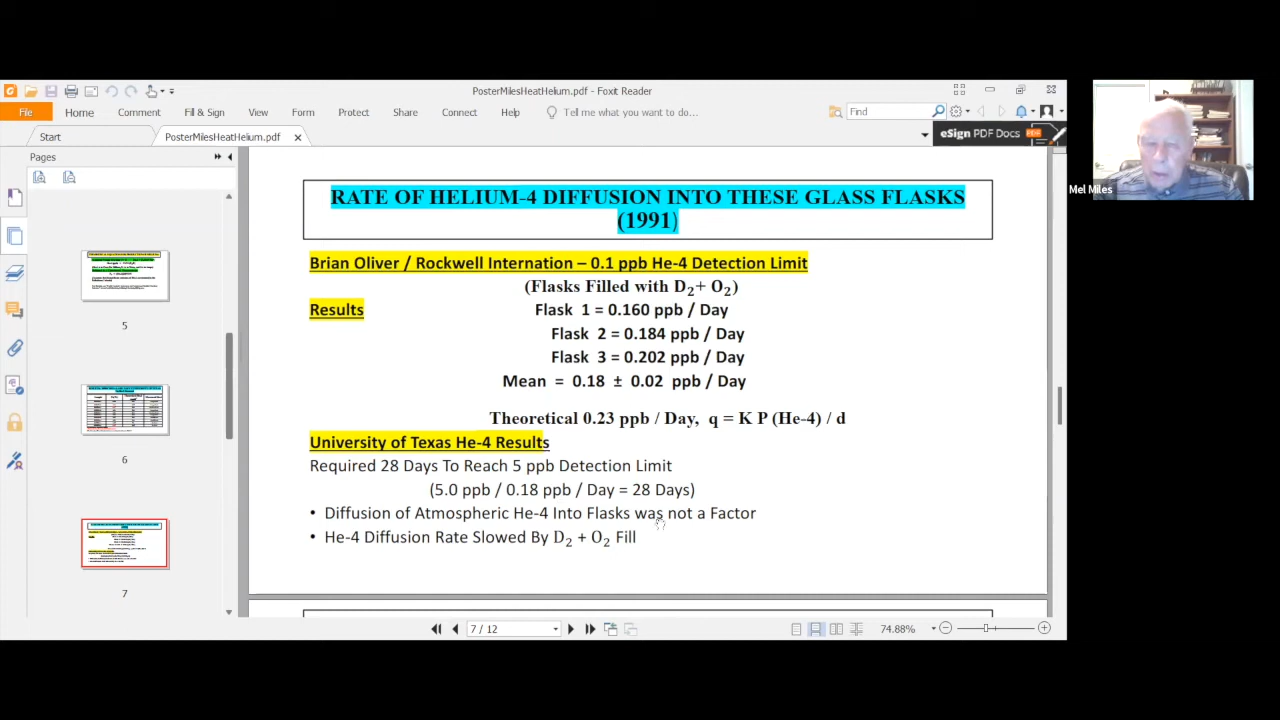 PosterMilesHeatHelium.pdf - Foxit Reader
File Home Comment Fill & Sign View Form Protect Share Connect Help Tell me what you want to do... Find
Start PosterMilesHeatHelium.pdf eSign PDF Docs
Pages
5
6
7
RATE OF HELIUM-4 DIFFUSION INTO THESE GLASS FLASKS
(1991)
Brian Oliver / Rockwell Internation – 0.1 ppb He-4 Detection Limit
(Flasks Filled with D₂+ O₂)
Results Flask 1 = 0.160 ppb / Day
Flask 2 = 0.184 ppb / Day
Flask 3 = 0.202 ppb / Day
Mean = 0.18 ± 0.02 ppb / Day
Theoretical 0.23 ppb / Day, q = K P (He-4) / d
University of Texas He-4 Results
Required 28 Days To Reach 5 ppb Detection Limit
(5.0 ppb / 0.18 ppb / Day = 28 Days)
• Diffusion of Atmospheric He-4 Into Flasks was not a Factor
• He-4 Diffusion Rate Slowed By D₂ + O₂ Fill
7 / 12
74.88%
Mel Miles